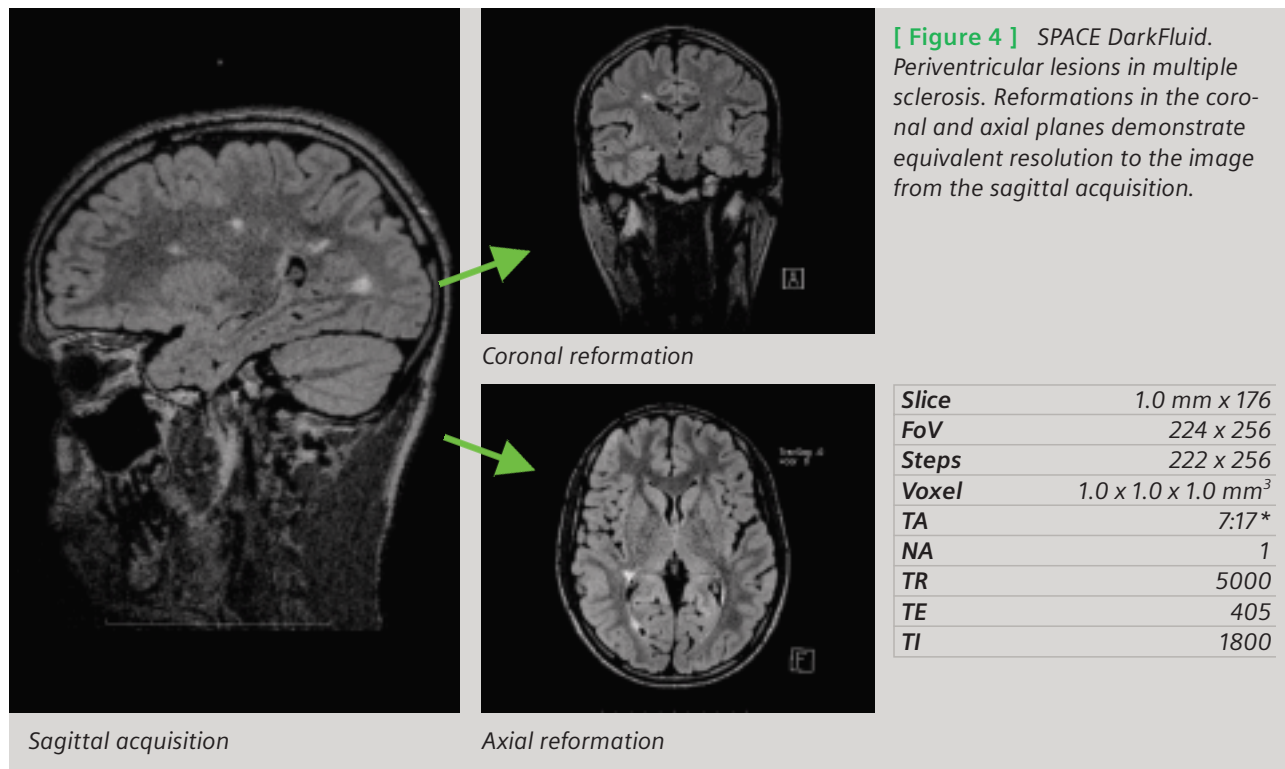 [ Figure 4 ] SPACE DarkFluid.
Periventricular lesions in multiple
sclerosis. Reformations in the coro-
nal and axial planes demonstrate
equivalent resolution to the image
from the sagittal acquisition.
A
Coronal reformation
F
Slice 1.0 mm x 176
FoV 224 x 256
Steps 222 x 256
Voxel 1.0 x 1.0 x 1.0 mm³
TA 7:17*
NA 1
TR 5000
TE 405
TI 1800
Sagittal acquisition
Axial reformation